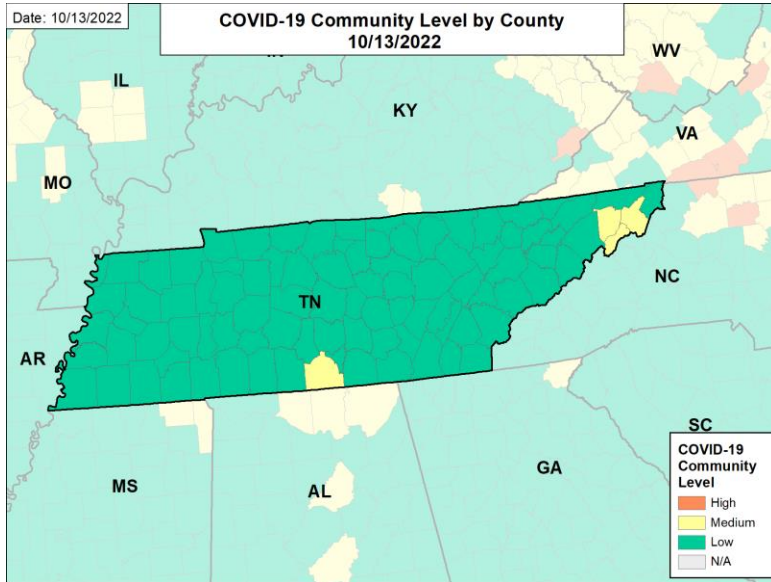 Date: 10/13/2022
COVID-19 Community Level by County
10/13/2022
WV
IL
KY
VA
MO
TN
NC
AR
SC
MS
AL
GA
COVID-19
Community
Level
High
Medium
Low
N/A